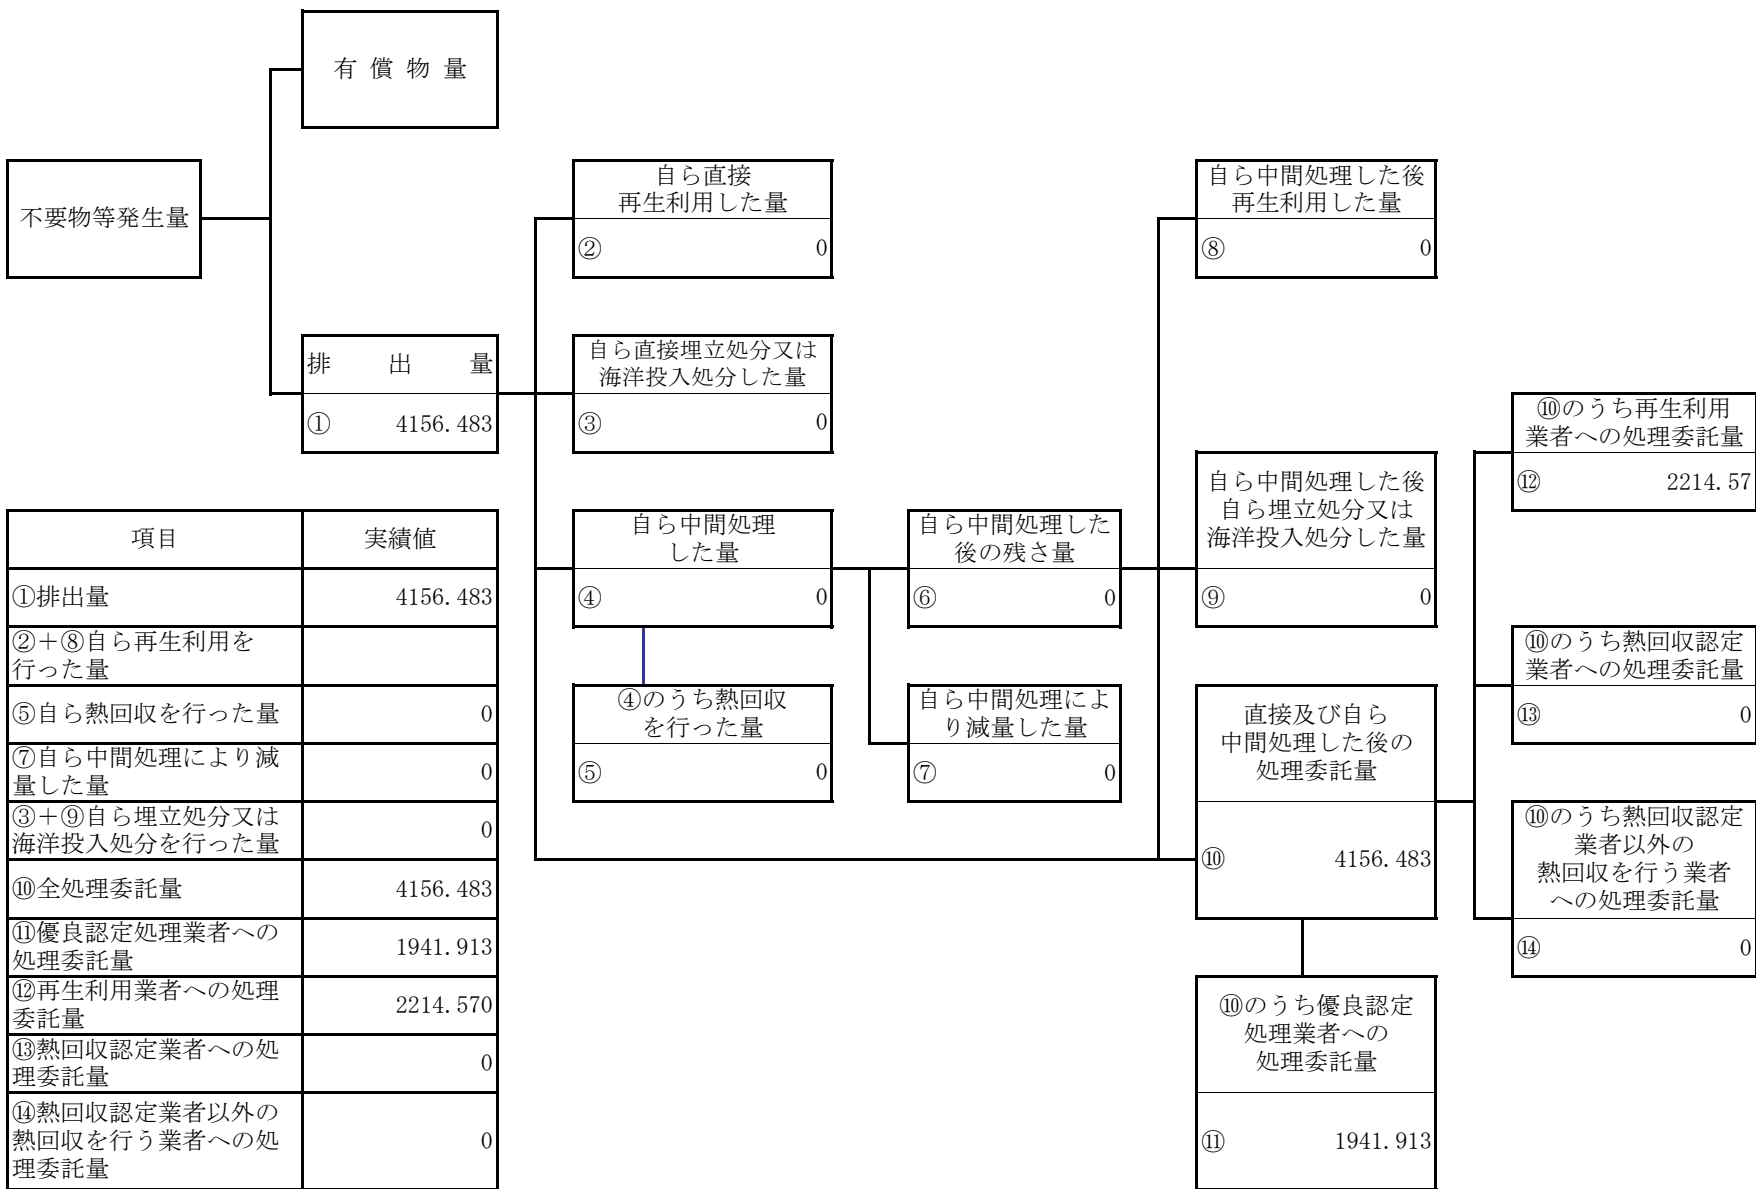 有償物量
不要物等発生量
自ら直接
再生利用した量
② 0
自ら中間処理した後
再生利用した量
⑧ 0
排出量
① 4156.483
自ら直接埋立処分又は
海洋投入処分した量
③ 0
⑩のうち再生利用
業者への処理委託量
⑫ 2214.57
自ら中間処理
した量
④ 0
自ら中間処理した
後の残さ量
⑥ 0
自ら中間処理した後
自ら埋立処分又は
海洋投入処分した量
⑨ 0
⑩のうち熱回収認定
業者への処理委託量
⑬ 0
④のうち熱回収
を行った量
⑤ 0
自ら中間処理によ
り減量した量
⑦ 0
直接及び自ら
中間処理した後の
処理委託量
⑩ 4156.483
⑩のうち熱回収認定
業者以外の
熱回収を行う業者
への処理委託量
⑭ 0
⑩のうち優良認定
処理業者への
処理委託量
⑪ 1941.913
項目 実績値
①排出量 4156.483
②+⑧自ら再生利用を
行った量
⑤自ら熱回収を行った量 0
⑦自ら中間処理により減
量した量 0
③+⑨自ら埋立処分又は
海洋投入処分を行った量 0
⑩全処理委託量 4156.483
⑪優良認定処理業者への
処理委託量 1941.913
⑫再生利用業者への処理
委託量 2214.570
⑬熱回収認定業者への処
理委託量 0
⑭熱回収認定業者以外の
熱回収を行う業者への処
理委託量 0